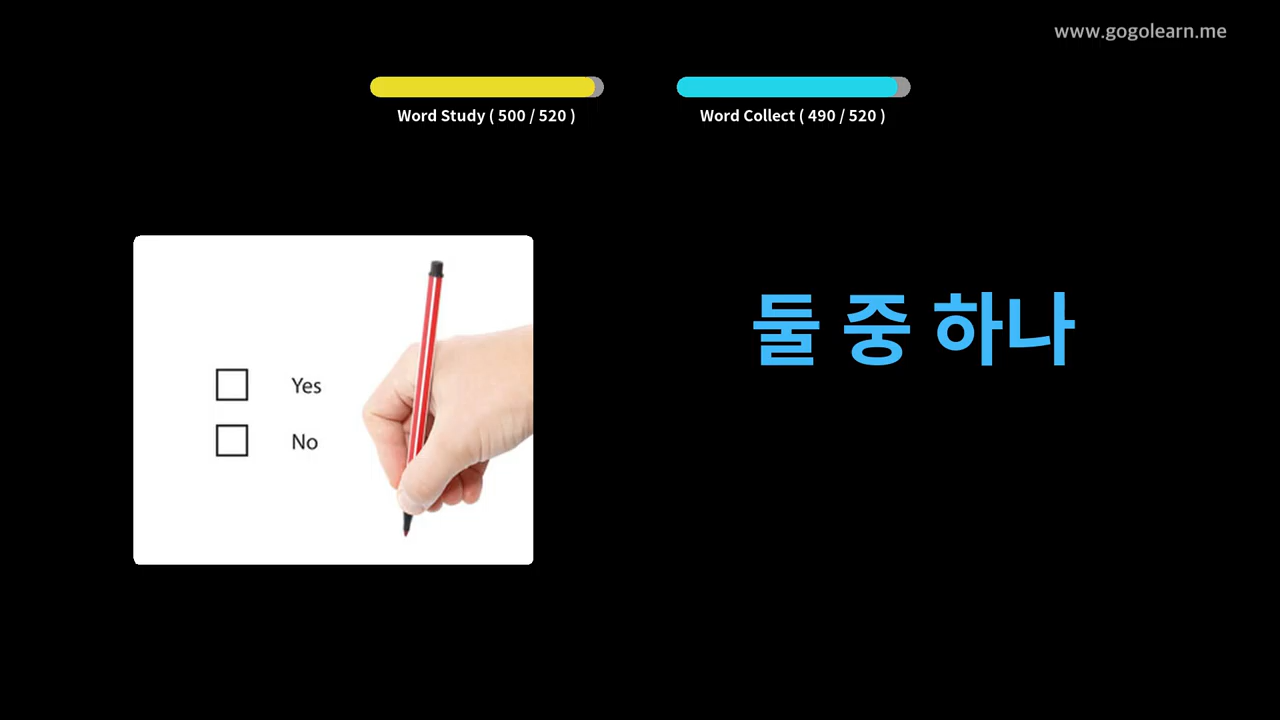 www.gogolearn.me
Word Study ( 500 / 520 )
Word Collect ( 490 / 520 )
둘 중 하나
Yes
No